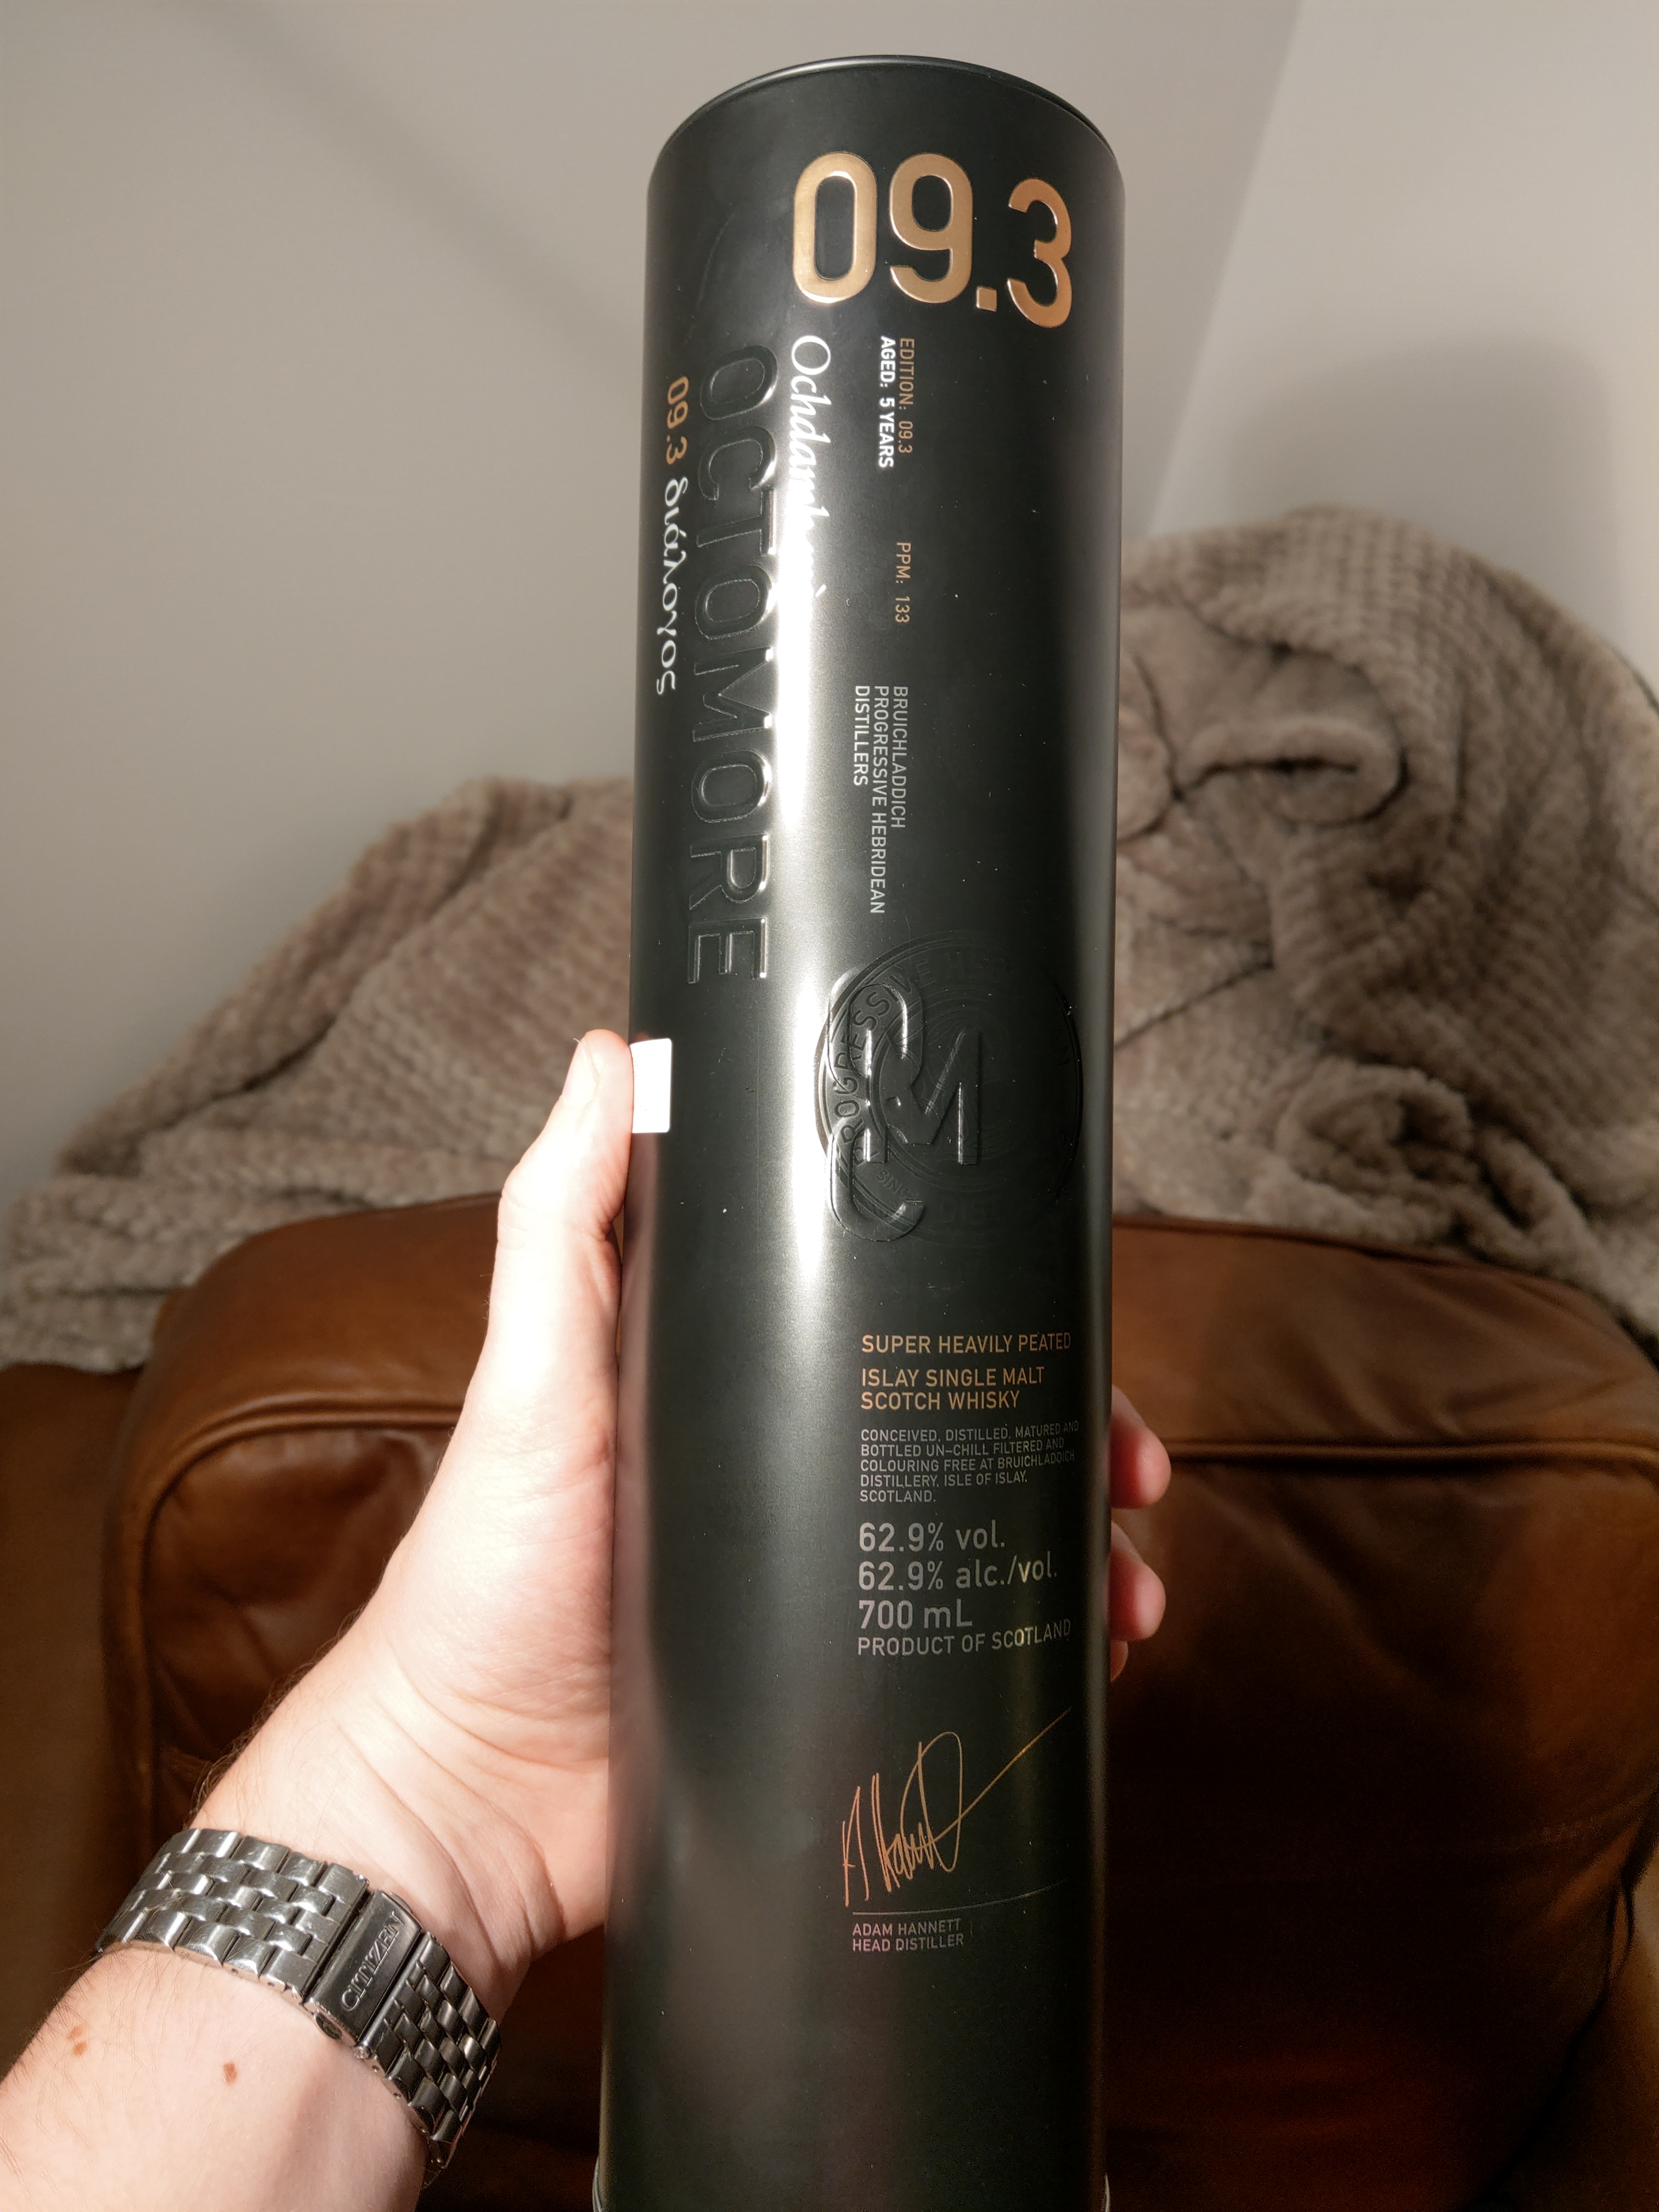 09.3
EDITION: 09.3
AGED: 5 YEARS
PPM: 133
BRUICHLADDICH
PROGRESSIVE HEBRIDEAN
DISTILLERS
OCTOMORE
09.3 διάλογος
PROGRESS
SUPER HEAVILY PEATED
ISLAY SINGLE MALT
SCOTCH WHISKY
CONCEIVED, DISTILLED, MATURED AND
BOTTLED UN-CHILL FILTERED AND
COLOURING FREE AT BRUICHLADDICH
DISTILLERY, ISLE OF ISLAY,
SCOTLAND.
62.9% vol.
62.9% alc./vol.
700 mL
PRODUCT OF SCOTLAND
ADAM HANNETT
HEAD DISTILLER
CITIZEN